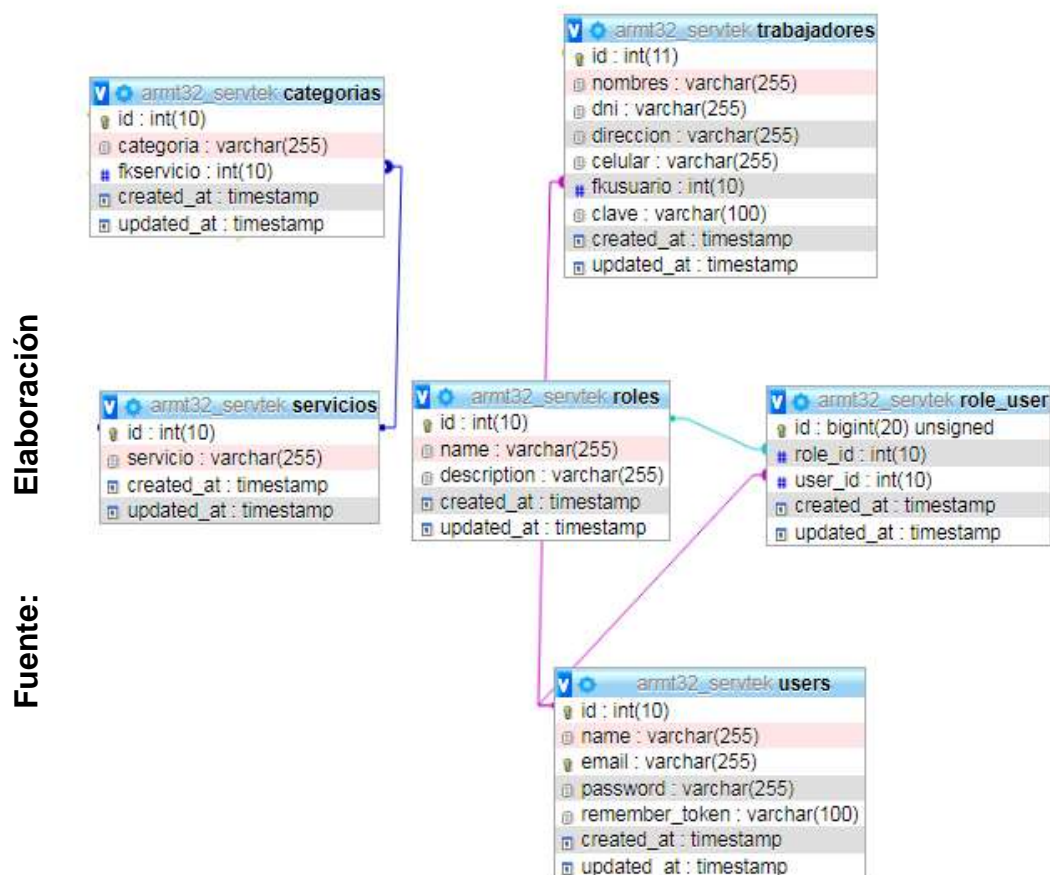 armt32_servtek trabajadores
id : int(11)
nombres : varchar(255)
dni : varchar(255)
direccion : varchar(255)
celular : varchar(255)
fkusuario : int(10)
clave : varchar(100)
created_at : timestamp
updated_at : timestamp
armt32_servtek categorias
id : int(10)
categoria : varchar(255)
fkservicio : int(10)
created_at : timestamp
updated_at : timestamp
armt32_servtek servicios
id : int(10)
servicio : varchar(255)
created_at : timestamp
updated_at : timestamp
armt32_servtek roles
id : int(10)
name : varchar(255)
description : varchar(255)
created_at : timestamp
updated_at : timestamp
armt32_servtek role_user
id : bigint(20) unsigned
role_id : int(10)
user_id : int(10)
created_at : timestamp
updated_at : timestamp
armt32_servtek users
id : int(10)
name : varchar(255)
email : varchar(255)
password : varchar(255)
remember_token : varchar(100)
created_at : timestamp
updated_at : timestamp
Fuente: Elaboración